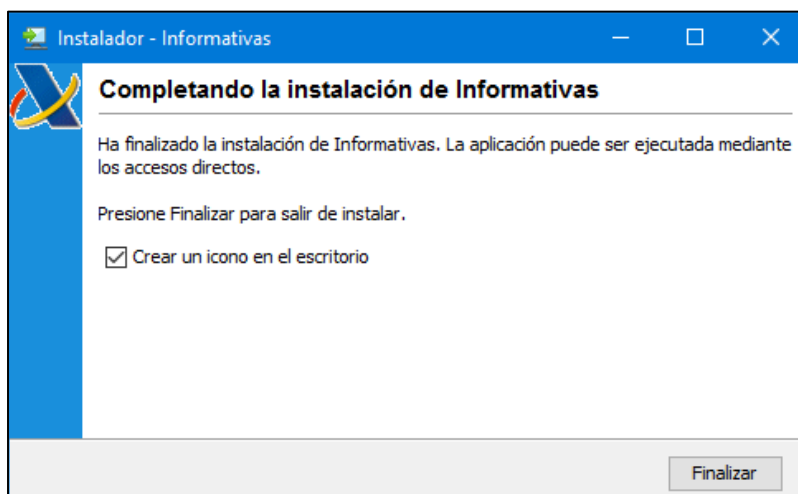 Instalador - Informativas
Completando la instalación de Informativas
Ha finalizado la instalación de Informativas. La aplicación puede ser ejecutada mediante
los accesos directos.
Presione Finalizar para salir de instalar.
Crear un icono en el escritorio
Finalizar